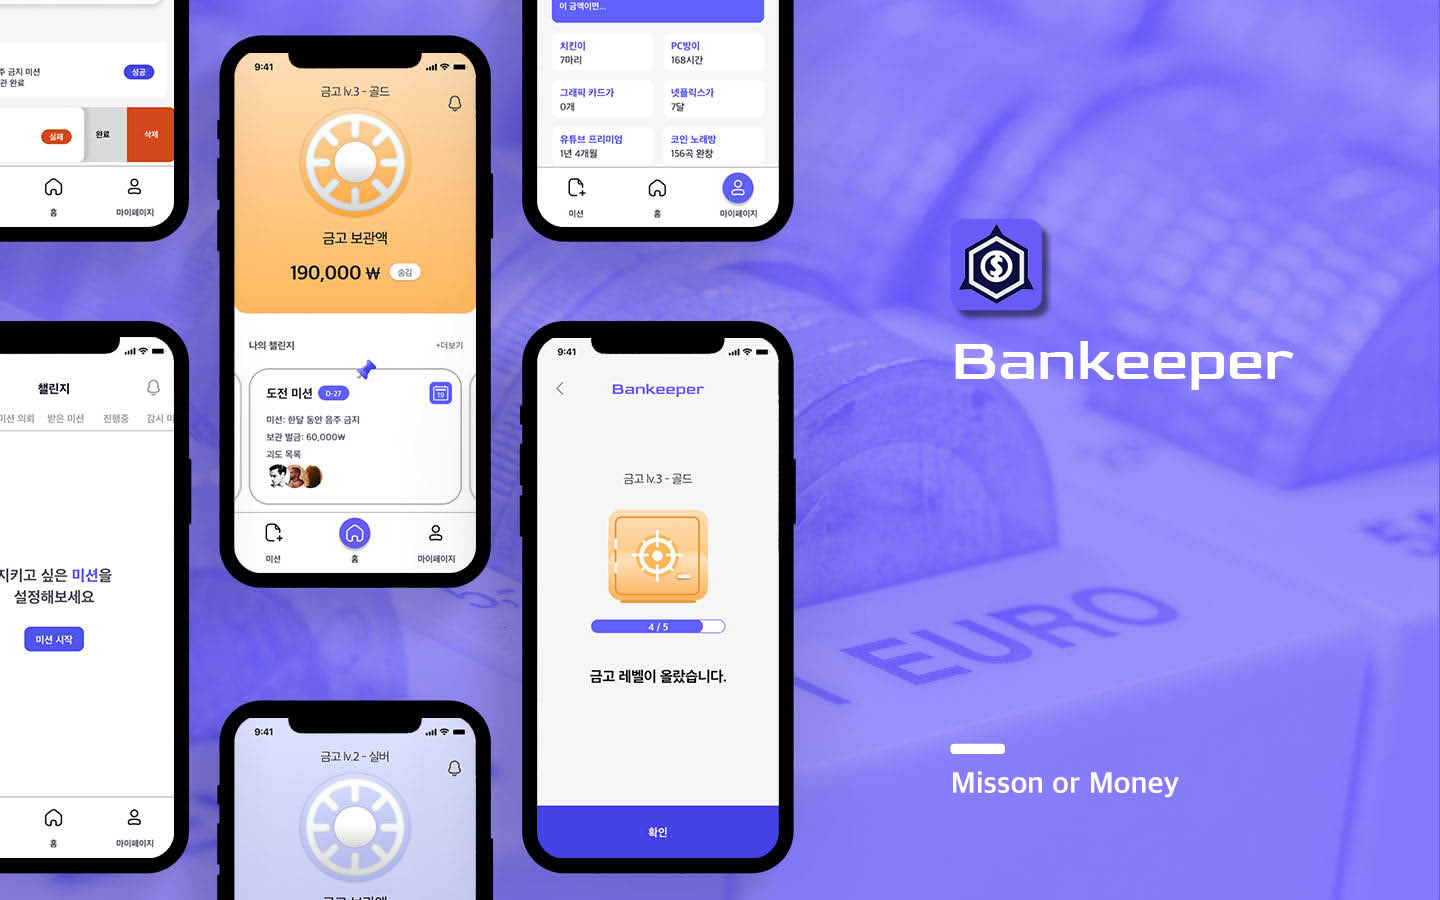 주 금지 미션
관 완료
성공
실패
완료
삭제
홈
마이페이지
9:41
금고 lv.3 - 골드
금고 보관액
190,000 ₩
숨김
나의 챌린지
+더보기
도전 미션
D-27
19
미션: 한달 동안 음주 금지
보관 벌금: 60,000₩
괴도 목록
미션
홈
마이페이지
이 금액이면...
치킨이
7마리
PC방이
168시간
그래픽 카드가
0개
넷플릭스가
7달
유튜브 프리미엄
1년 4개월
코인 노래방
156곡 완창
미션
홈
마이페이지
챌린지
미션 의뢰
받은 미션
진행중
감시 미
지키고 싶은 미션을
설정해보세요
미션 시작
홈
마이페이지
9:41
금고 lv.2 - 실버
금고 보관액
9:41
Bankeeper
금고 lv.3 - 골드
4 / 5
금고 레벨이 올랐습니다.
확인
Bankeeper
1 EURO
Misson or Money